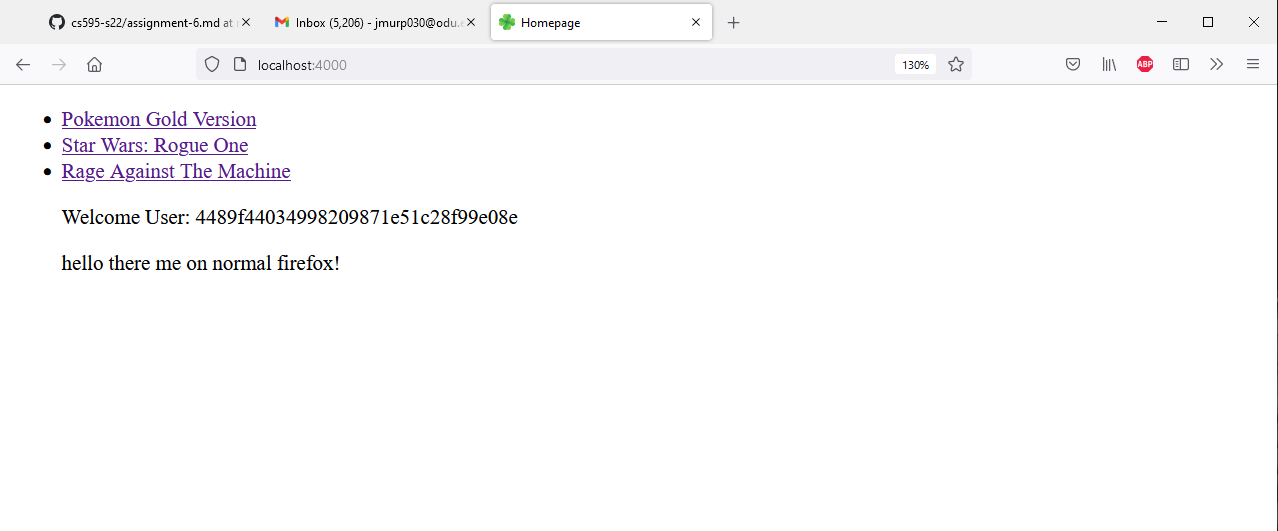 cs595-s22/assignment-6.md at
Inbox (5,206) - jmurp030@odu.e
Homepage
localhost:4000
130%
ABP
Pokemon Gold Version
Star Wars: Rogue One
Rage Against The Machine
Welcome User: 4489f44034998209871e51c28f99e08e
hello there me on normal firefox!